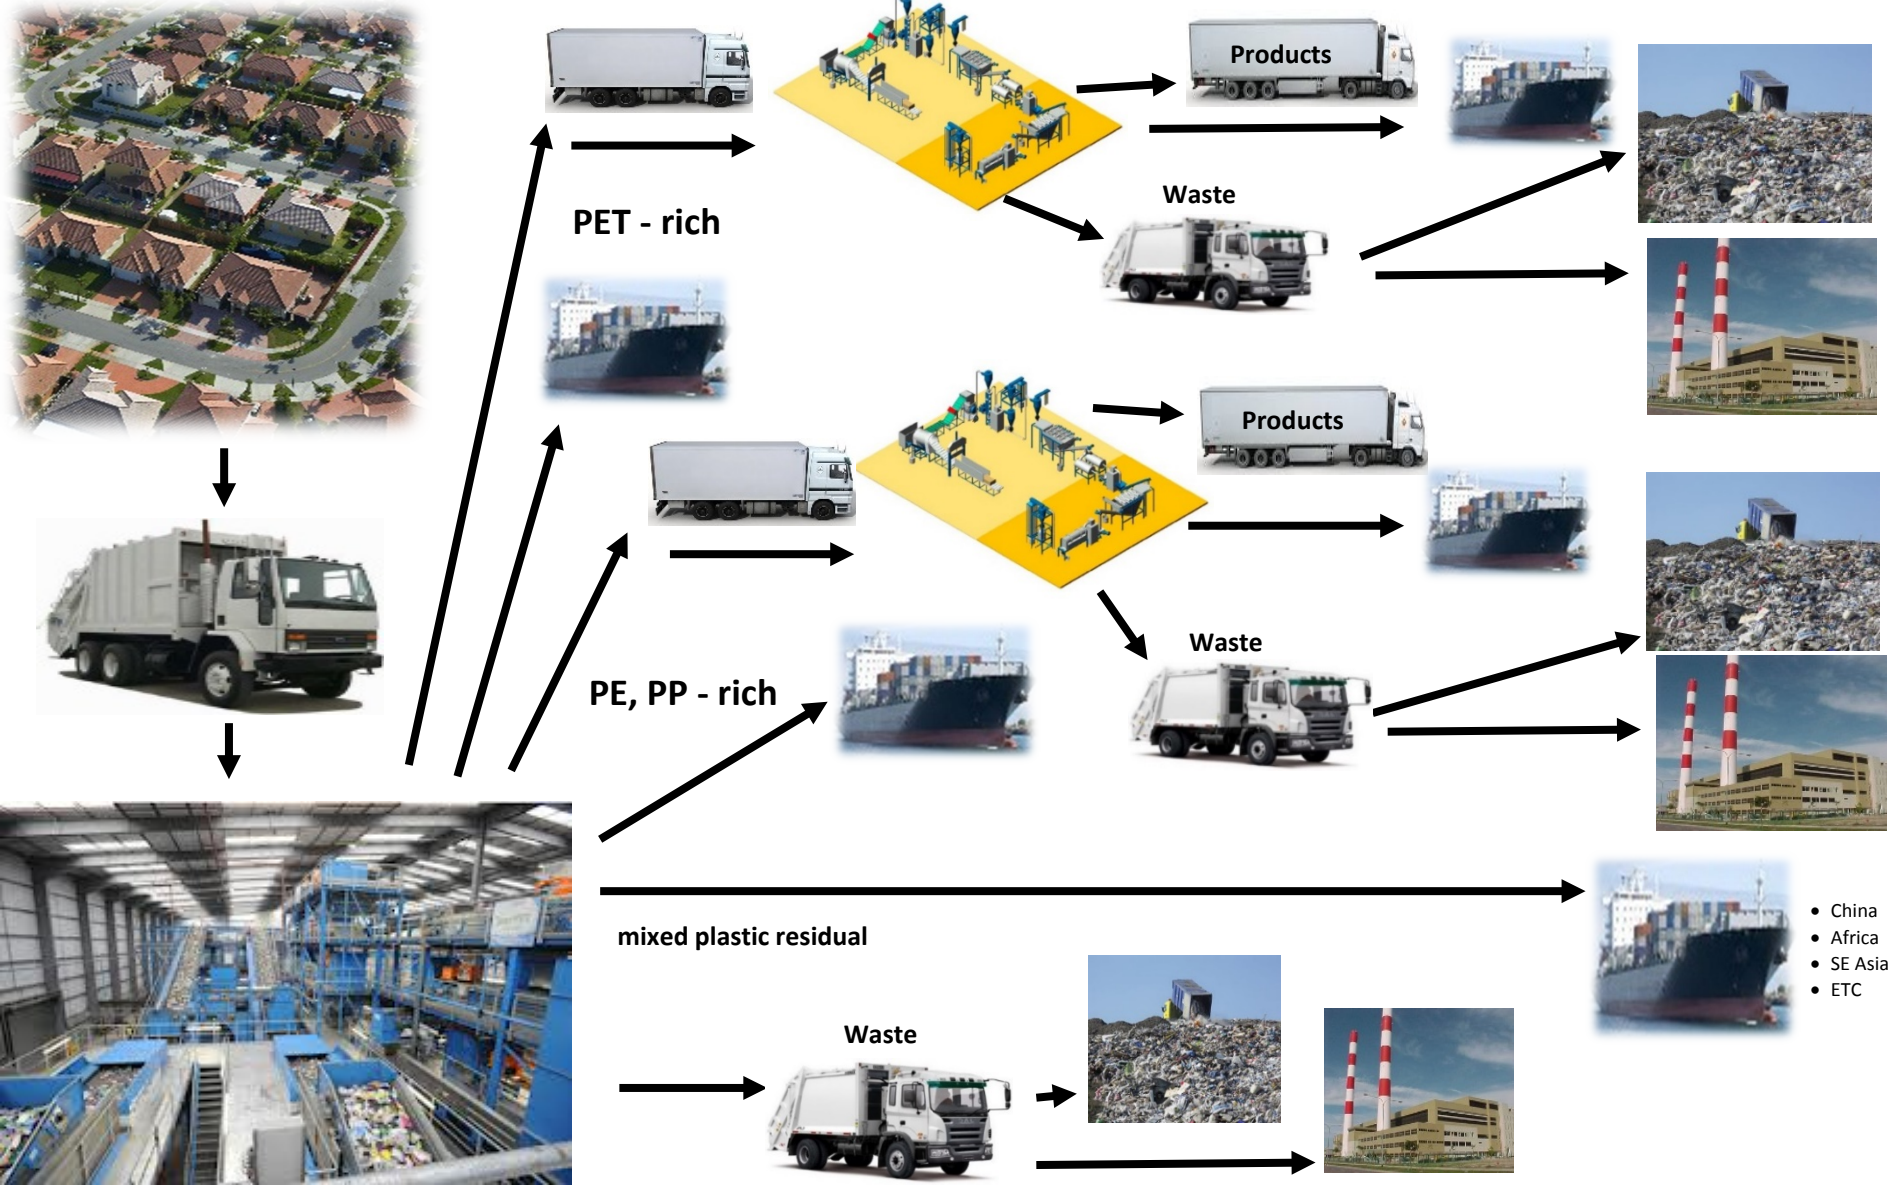 Products
Waste
PET - rich
Products
Waste
PE, PP - rich
mixed plastic residual
• China
• Africa
• SE Asia
• ETC
Waste